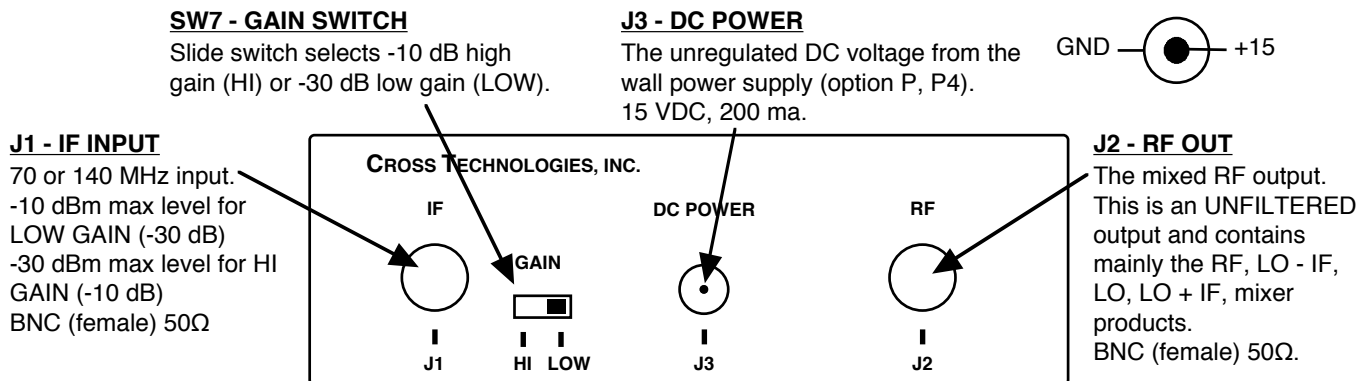 SW7 - GAIN SWITCH
Slide switch selects -10 dB high
gain (HI) or -30 dB low gain (LOW).
J3 - DC POWER
The unregulated DC voltage from the
wall power supply (option P, P4).
15 VDC, 200 ma.
GND
+15
J1 - IF INPUT
70 or 140 MHz input.
-10 dBm max level for
LOW GAIN (-30 dB)
-30 dBm max level for HI
GAIN (-10 dB)
BNC (female) 50Ω
CROSS TECHNOLOGIES, INC.
IF
DC POWER
RF
GAIN
J1
HI LOW
J3
J2
J2 - RF OUT
The mixed RF output.
This is an UNFILTERED
output and contains
mainly the RF, LO - IF,
LO, LO + IF, mixer
products.
BNC (female) 50Ω.